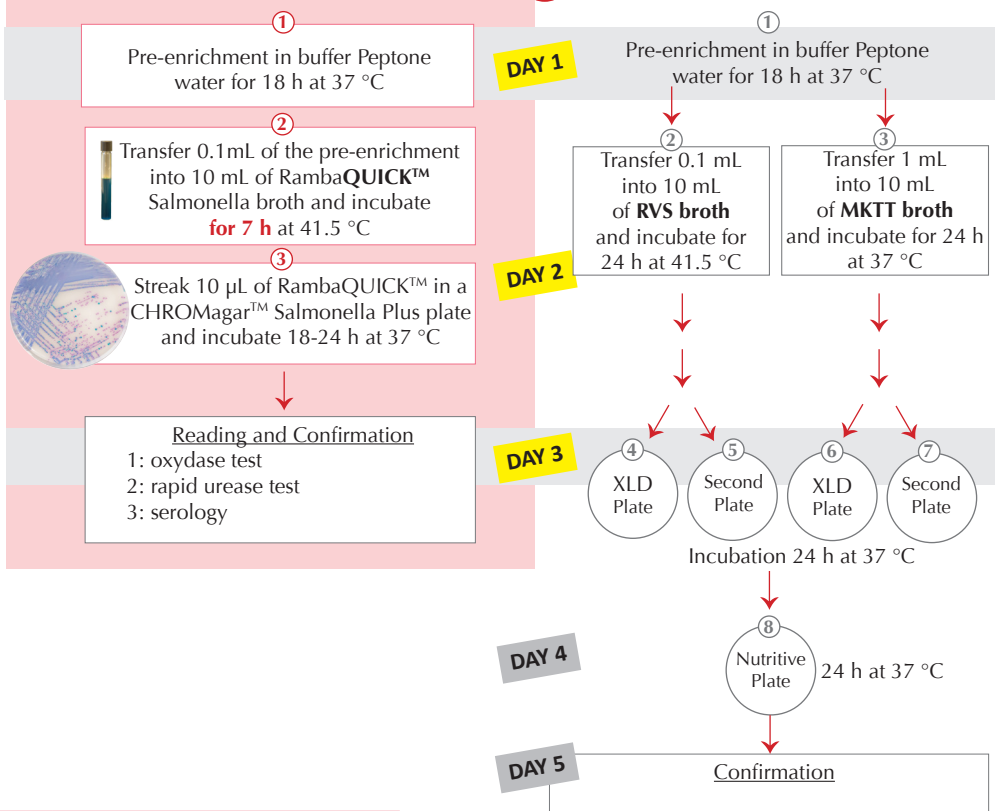 1
Pre-enrichment in buffer Peptone
water for 18 h at 37 °C
2
Transfer 0.1mL of the pre-enrichment
into 10 mL of RambaQUICK™
Salmonella broth and incubate
for 7 h at 41.5 °C
3
Streak 10 µL of RambaQUICK™ in a
CHROMagar™ Salmonella Plus plate
and incubate 18-24 h at 37 °C
Reading and Confirmation
1: oxydase test
2: rapid urease test
3: serology
DAY 1
DAY 2
DAY 3
DAY 4
DAY 5
1
Pre-enrichment in buffer Peptone
water for 18 h at 37 °C
2
Transfer 0.1 mL
into 10 mL
of RVS broth
and incubate for
24 h at 41.5 °C
3
Transfer 1 mL
into 10 mL
of MKTT broth
and incubate for 24 h
at 37 °C
4
XLD
Plate
5
Second
Plate
6
XLD
Plate
7
Second
Plate
Incubation 24 h at 37 °C
8
Nutritive
Plate
24 h at 37 °C
Confirmation